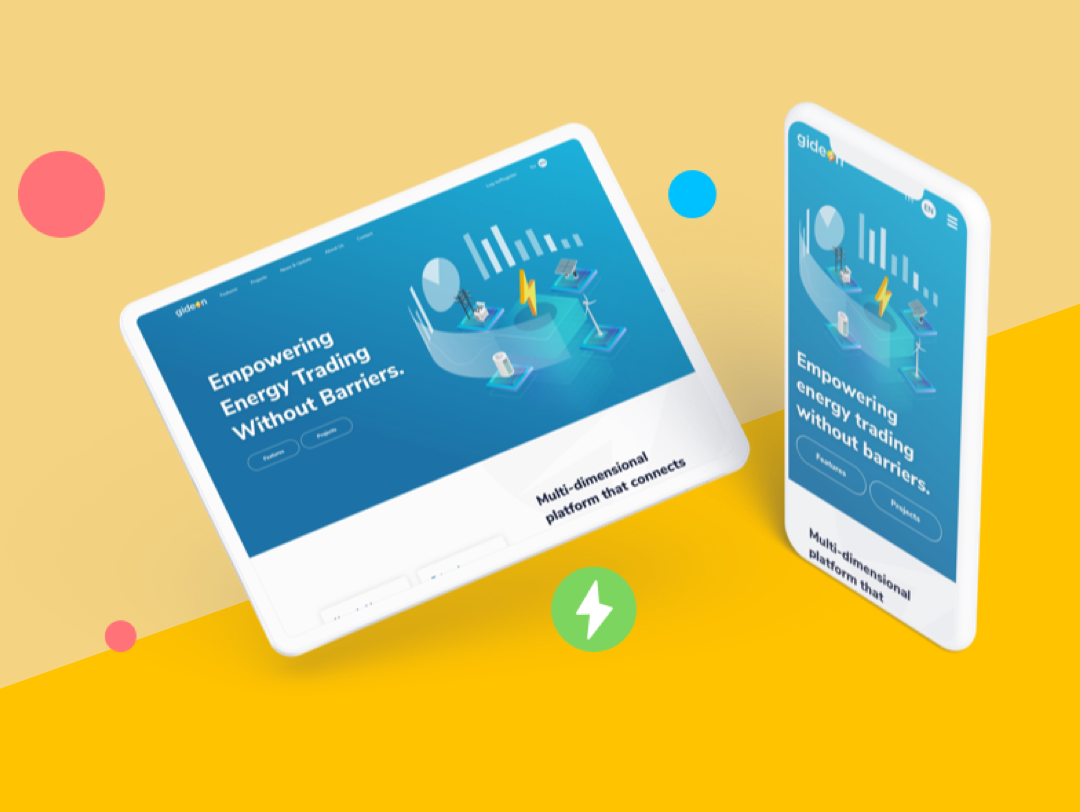 gideon
Features
Projects
News & Update
About Us
Contact
Log in/Register
TH
EN
Empowering
Energy Trading
Without Barriers.
Features
Projects
Multi-dimensional
platform that connects
gideon
EN
Empowering
energy trading
without barriers.
Features
Projects
Multi-dimensional
platform that